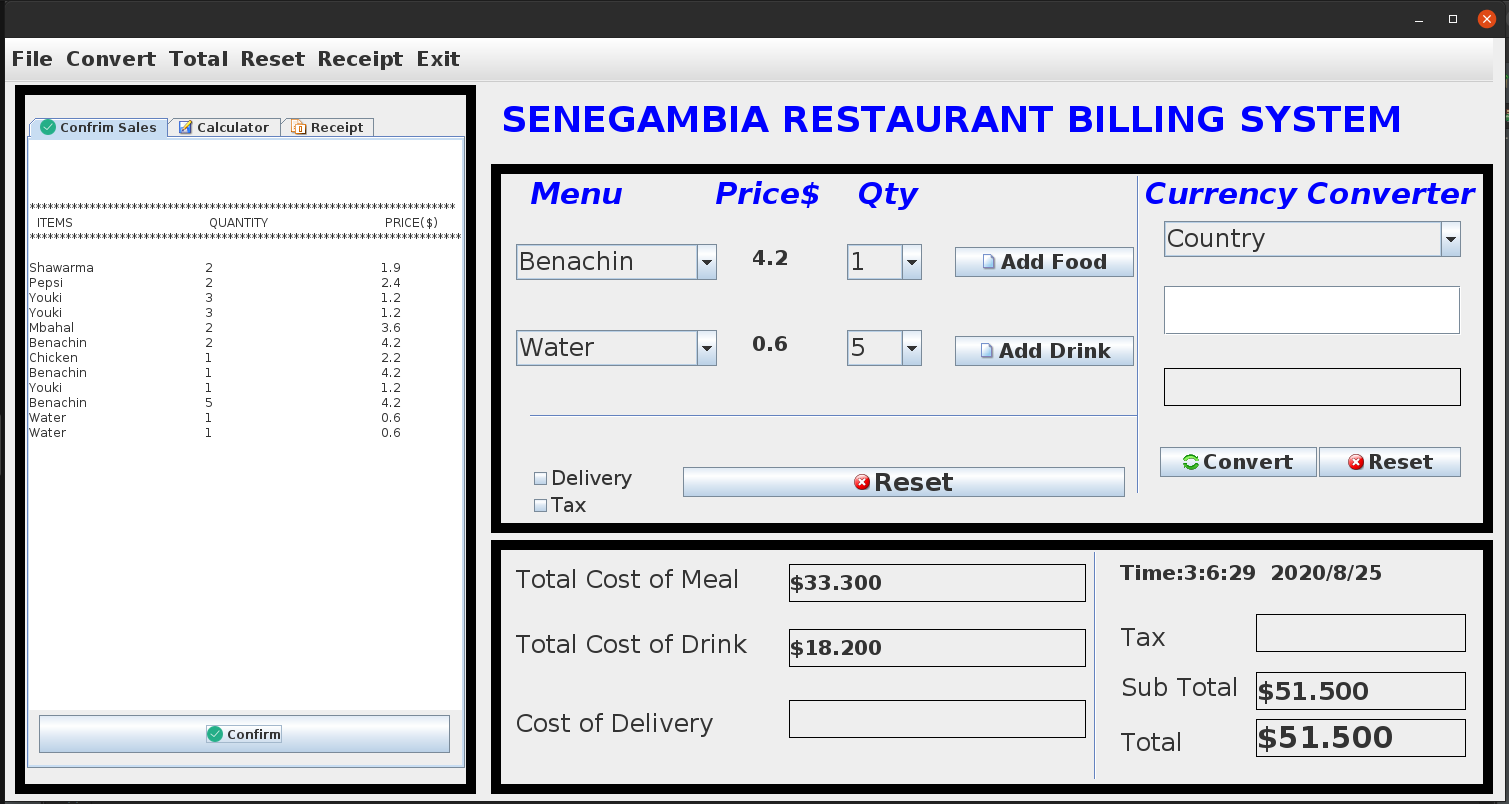 File Convert Total Reset Receipt Exit
SENEGAMBIA RESTAURANT BILLING SYSTEM
Confrim Sales Calculator Receipt
***********************************************************************
ITEMS QUANTITY PRICE($)
************************************************************************
Shawarma 2 1.9
Pepsi 2 2.4
Youki 3 1.2
Youki 3 1.2
Mbahal 2 3.6
Benachin 2 4.2
Chicken 1 2.2
Benachin 1 4.2
Youki 1 1.2
Benachin 5 4.2
Water 1 0.6
Water 1 0.6
Confirm
Menu Price$ Qty
Benachin 4.2 1 Add Food
Water 0.6 5 Add Drink
Delivery
Tax
Reset
Currency Converter
Country
Convert Reset
Total Cost of Meal $33.300
Total Cost of Drink $18.200
Cost of Delivery
Time:3:6:29 2020/8/25
Tax
Sub Total $51.500
Total $51.500